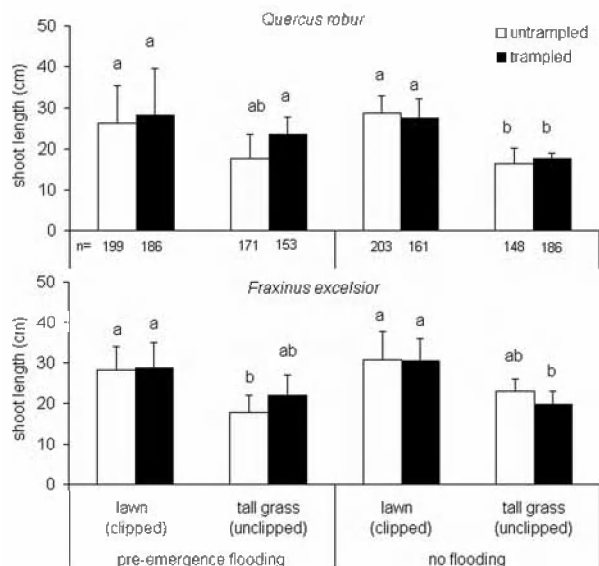 Quercus robur
untrampled
trampled
shoot length (cm)
50
40
30
20
10
0
a a ab a a a b b
n= 199 186 171 153 203 161 148 186
Fraxinus excelsior
shoot length (cm)
50
40
30
20
10
0
a a b ab a a ab b
lawn tall grass lawn tall grass
(clipped) (unclipped) (clipped) (unclipped)
pre-emergence flooding no flooding